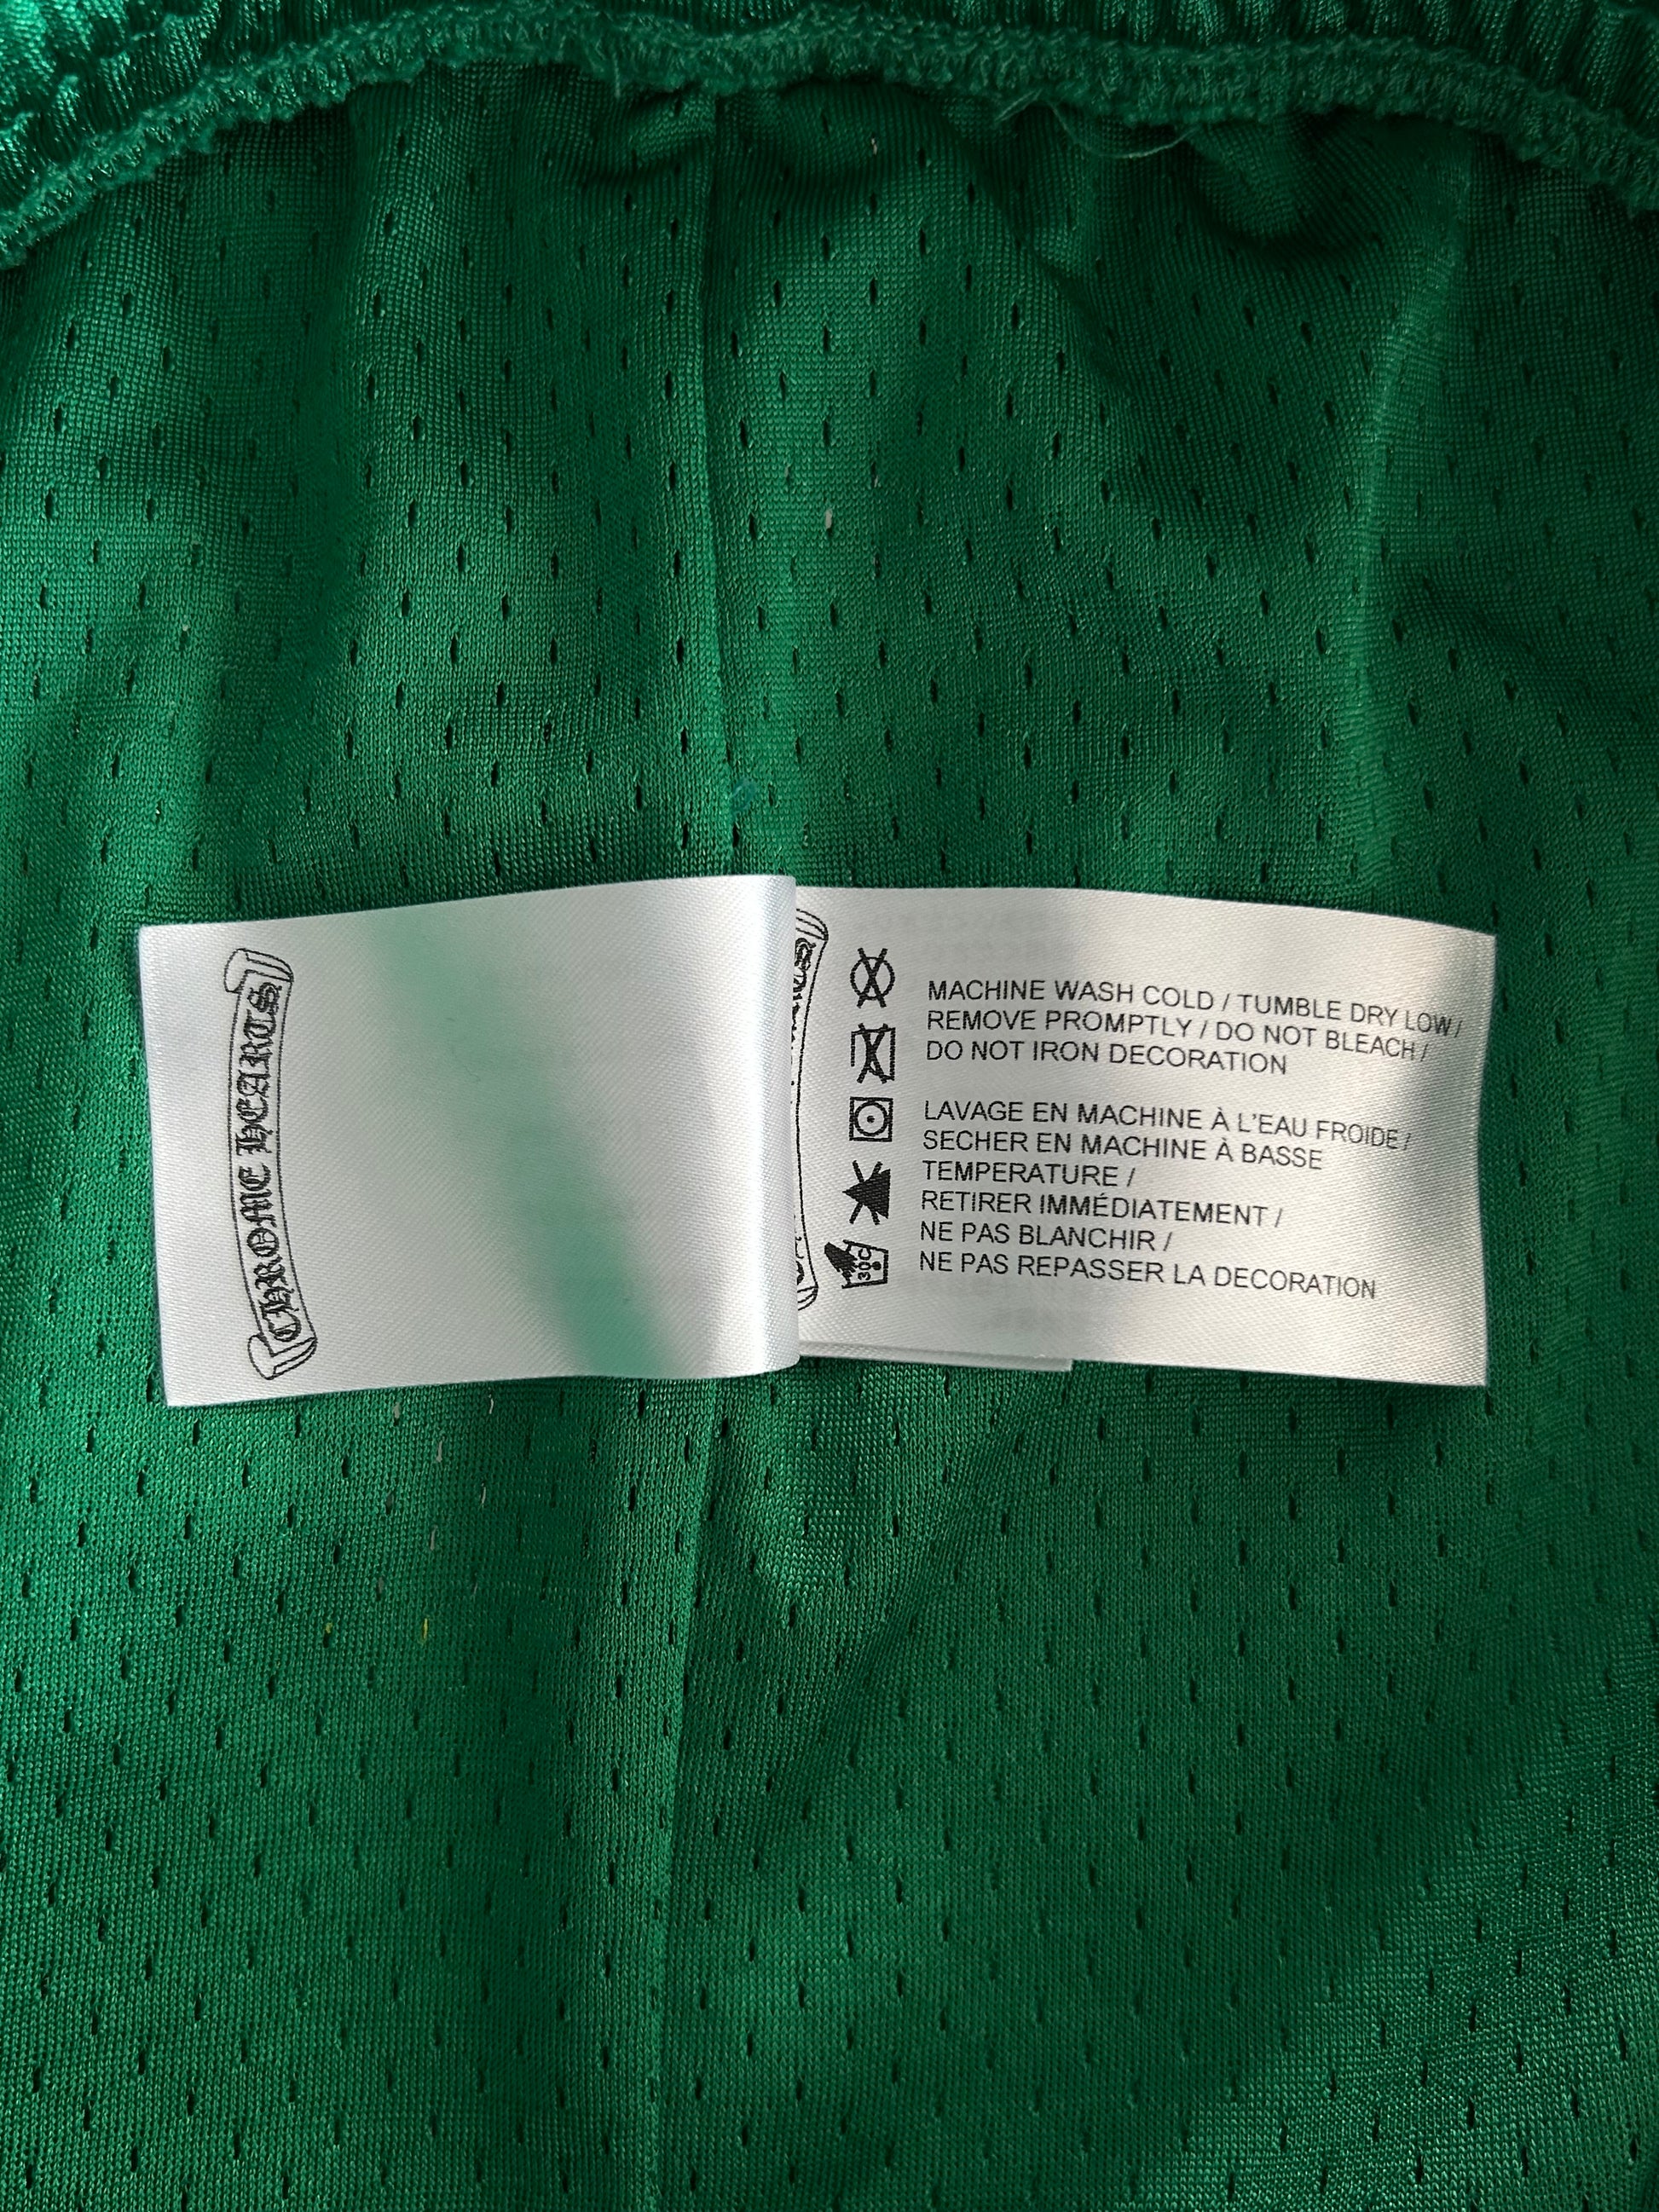 CHROME HEARTS
MACHINE WASH COLD / TUMBLE DRY LOW /
REMOVE PROMPTLY / DO NOT BLEACH /
DO NOT IRON DECORATION
LAVAGE EN MACHINE À L'EAU FROIDE /
SECHER EN MACHINE À BASSE
TEMPERATURE /
RETIRER IMMÉDIATEMENT /
NE PAS BLANCHIR /
NE PAS REPASSER LA DECORATION
30C